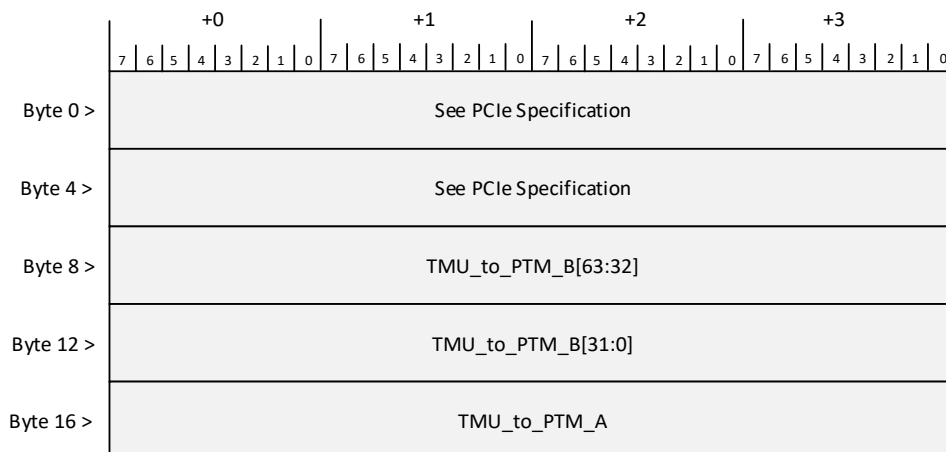 +0 +1 +2 +3
7 6 5 4 3 2 1 0 7 6 5 4 3 2 1 0 7 6 5 4 3 2 1 0 7 6 5 4 3 2 1 0
Byte 0 > See PCIe Specification
Byte 4 > See PCIe Specification
Byte 8 > TMU_to_PTM_B[63:32]
Byte 12 > TMU_to_PTM_B[31:0]
Byte 16 > TMU_to_PTM_A